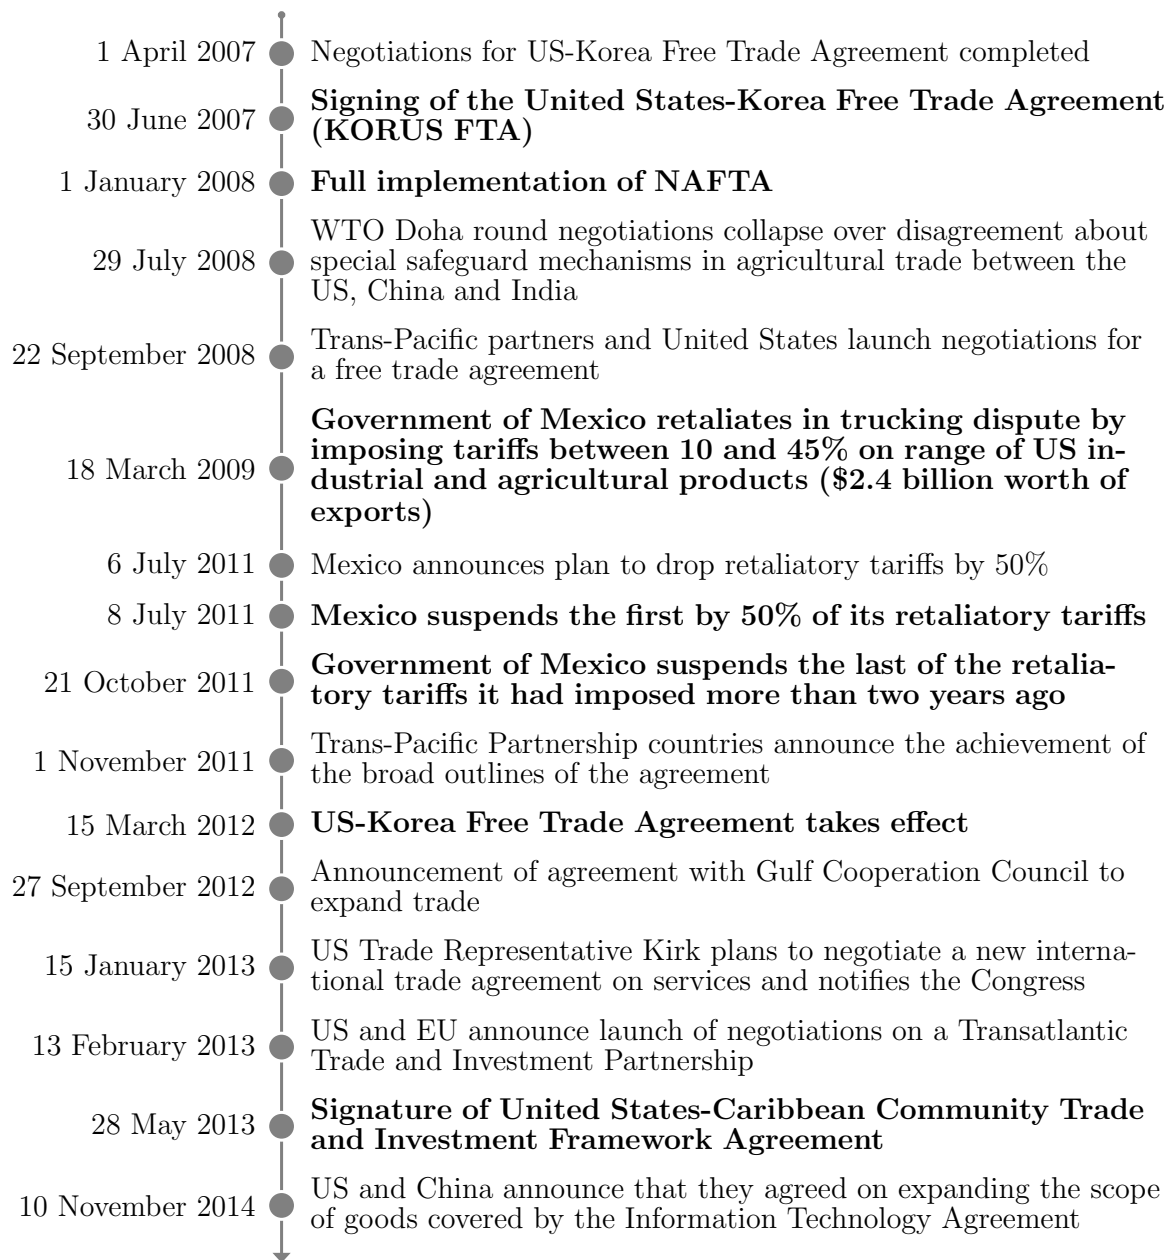 1 April 2007 Negotiations for US-Korea Free Trade Agreement completed
30 June 2007 Signing of the United States-Korea Free Trade Agreement
(KORUS FTA)
1 January 2008 Full implementation of NAFTA
29 July 2008 WTO Doha round negotiations collapse over disagreement about
special safeguard mechanisms in agricultural trade between the
US, China and India
22 September 2008 Trans-Pacific partners and United States launch negotiations for
a free trade agreement
18 March 2009 Government of Mexico retaliates in trucking dispute by
imposing tariffs between 10 and 45% on range of US in-
dustrial and agricultural products ($2.4 billion worth of
exports)
6 July 2011 Mexico announces plan to drop retaliatory tariffs by 50%
8 July 2011 Mexico suspends the first by 50% of its retaliatory tariffs
21 October 2011 Government of Mexico suspends the last of the retalia-
tory tariffs it had imposed more than two years ago
1 November 2011 Trans-Pacific Partnership countries announce the achievement of
the broad outlines of the agreement
15 March 2012 US-Korea Free Trade Agreement takes effect
27 September 2012 Announcement of agreement with Gulf Cooperation Council to
expand trade
15 January 2013 US Trade Representative Kirk plans to negotiate a new interna-
tional trade agreement on services and notifies the Congress
13 February 2013 US and EU announce launch of negotiations on a Transatlantic
Trade and Investment Partnership
28 May 2013 Signature of United States-Caribbean Community Trade
and Investment Framework Agreement
10 November 2014 US and China announce that they agreed on expanding the scope
of goods covered by the Information Technology Agreement